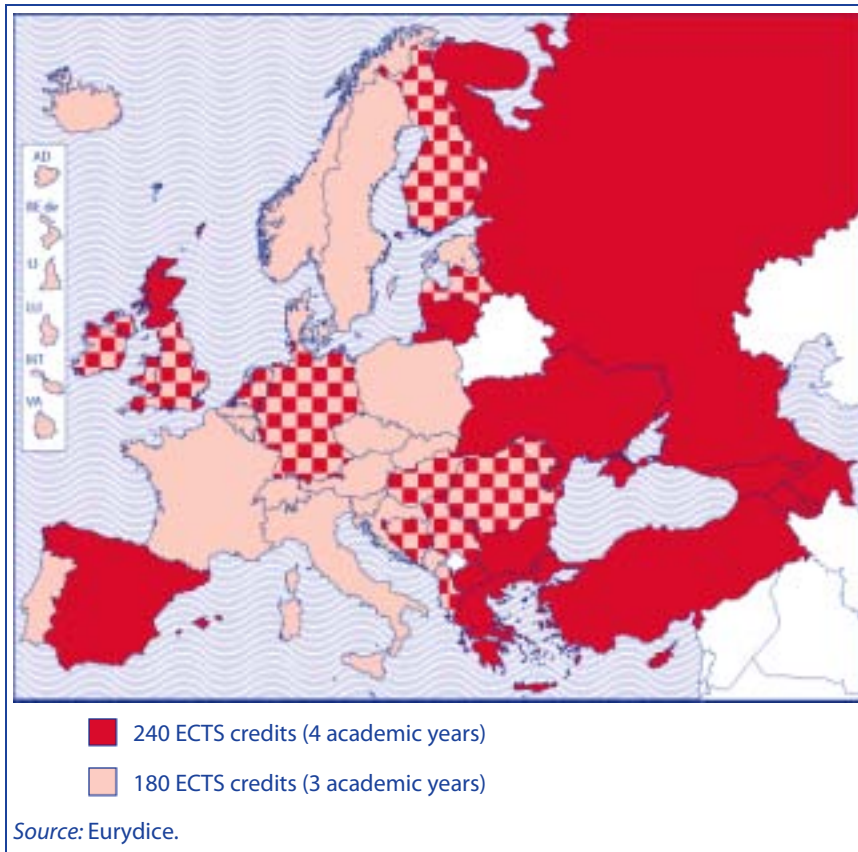 AD
BE de
LI
LU
MT
VA
240 ECTS credits (4 academic years)
180 ECTS credits (3 academic years)
Source: Eurydice.